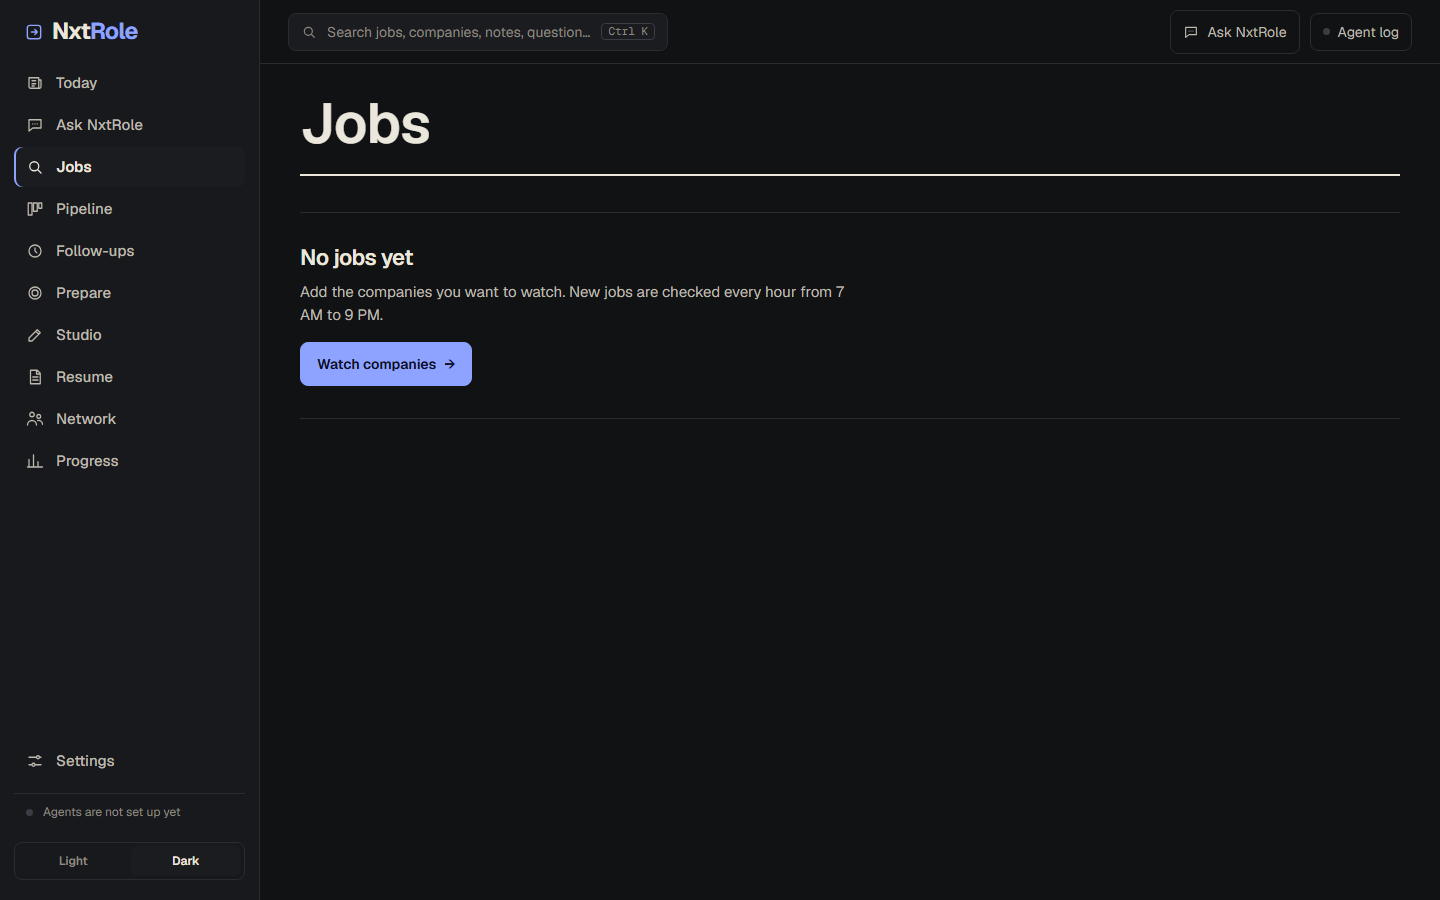 NxtRole
Search jobs, companies, notes, question... Ctrl K
Ask NxtRole
Agent log
Today
Ask NxtRole
Jobs
Pipeline
Follow-ups
Prepare
Studio
Resume
Network
Progress
Settings
Agents are not set up yet
Light
Dark
Jobs
No jobs yet
Add the companies you want to watch. New jobs are checked every hour from 7
AM to 9 PM.
Watch companies →